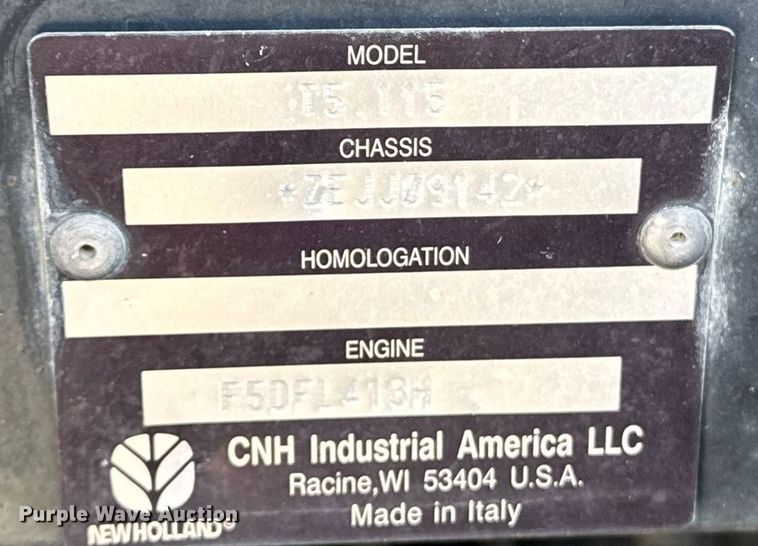 MODEL
T5.115
CHASSIS
*ZEJJ09142*
HOMOLOGATION
ENGINE
F5DFL413H
CNH Industrial America LLC
Racine, WI 53404 U.S.A.
Made in Italy
NEW HOLLAND®
Purple Wave Auction